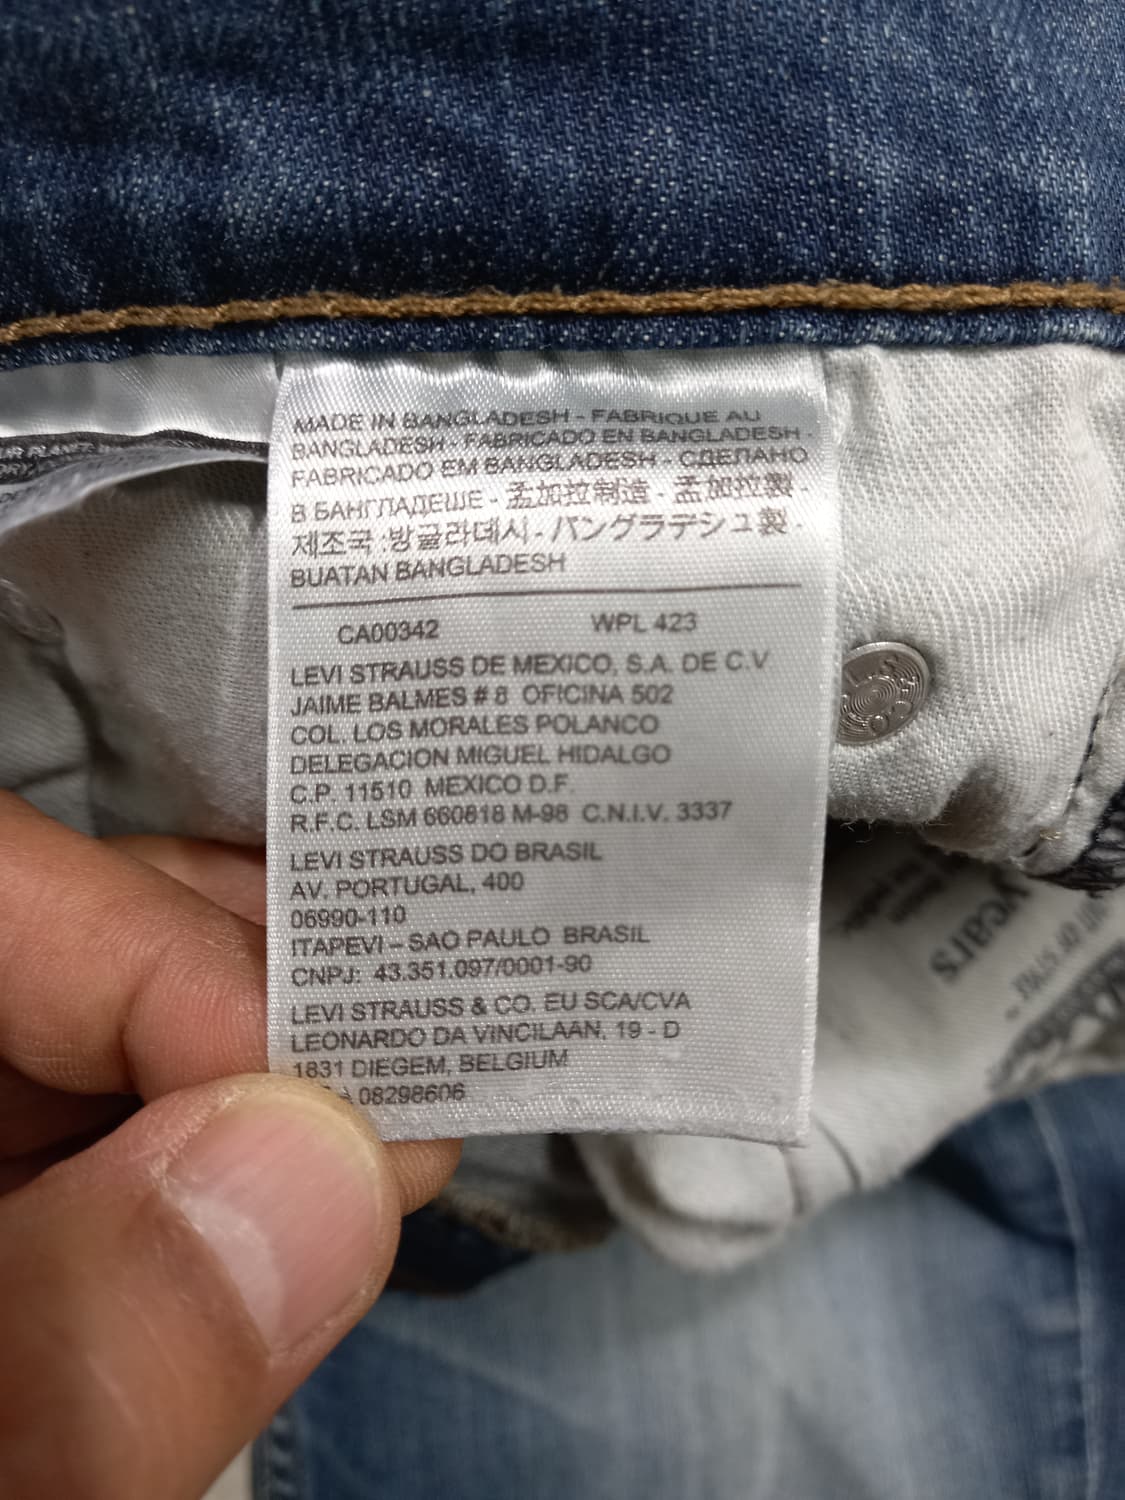 MADE IN BANGLADESH - FABRIQUE AU
BANGLADESH - FABRICADO EN BANGLADESH -
FABRICADO EM BANGLADESH - СДЕЛАНО
В БАНГЛАДЕШЕ - 孟加拉制造 - 孟加拉製 -
제조국 :방글라데시 - バングラデシュ製 -
BUATAN BANGLADESH
CA00342 WPL 423
LEVI STRAUSS DE MEXICO, S.A. DE C.V
JAIME BALMES # 8 OFICINA 502
COL. LOS MORALES POLANCO
DELEGACION MIGUEL HIDALGO
C.P. 11510 MEXICO D.F.
R.F.C. LSM 660818 M-98 C.N.I.V. 3337
LEVI STRAUSS DO BRASIL
AV. PORTUGAL, 400
06990-110
ITAPEVI – SAO PAULO BRASIL
CNPJ: 43.351.097/0001-90
LEVI STRAUSS & CO. EU SCA/CVA
LEONARDO DA VINCILAAN, 19 - D
1831 DIEGEM, BELGIUM
08298606
years